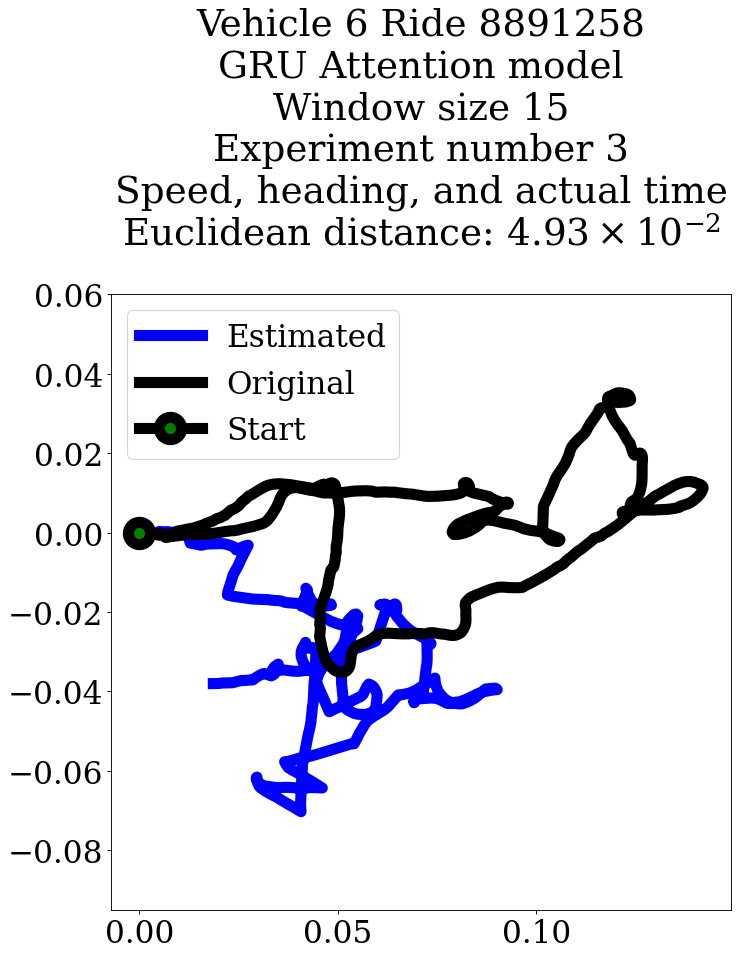 Vehicle 6 Ride 8891258
GRU Attention model
Window size 15
Experiment number 3
Speed, heading, and actual time
Euclidean distance: 4.93 × 10⁻²
0.06
0.04
0.02
0.00
−0.02
−0.04
−0.06
−0.08
Estimated
Original
Start
0.00 0.05 0.10